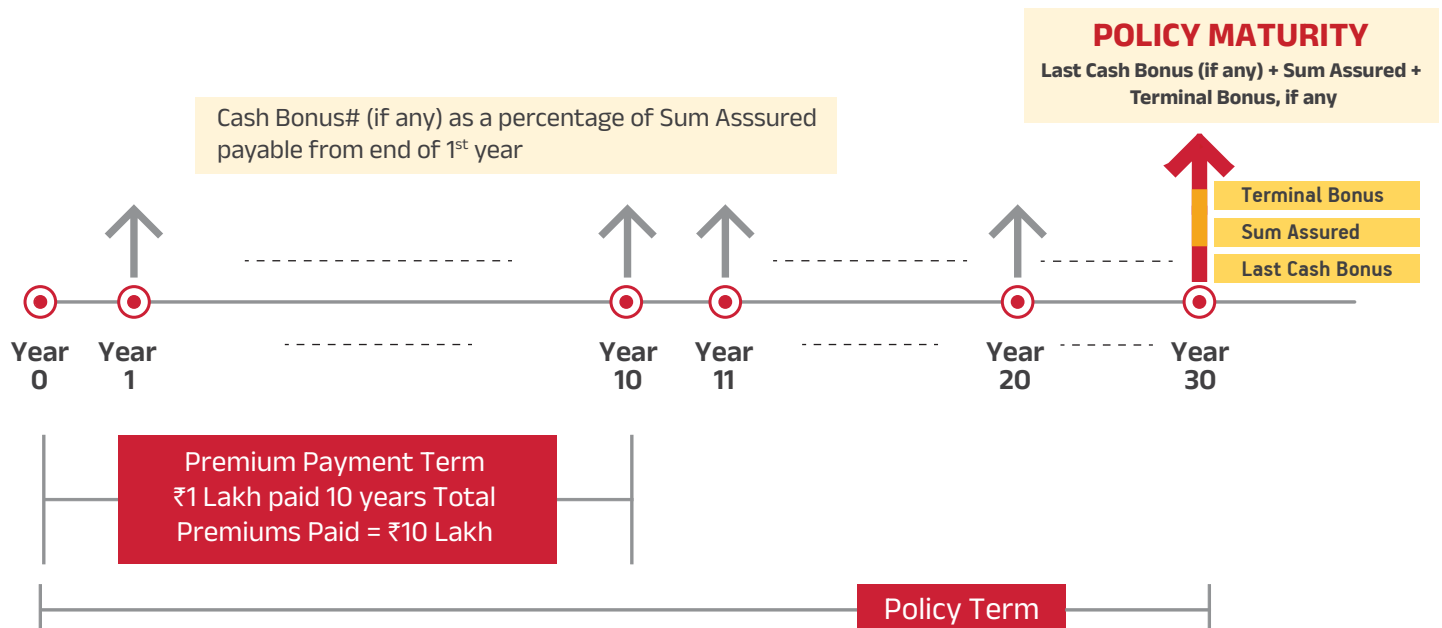 POLICY MATURITY
Last Cash Bonus (if any) + Sum Assured +
Terminal Bonus, if any
Cash Bonus# (if any) as a percentage of Sum Asssured
payable from end of 1st year
Terminal Bonus
Sum Assured
Last Cash Bonus
Year
0
Year
1
Year
10
Year
11
Year
20
Year
30
Premium Payment Term
₹1 Lakh paid 10 years Total
Premiums Paid = ₹10 Lakh
Policy Term